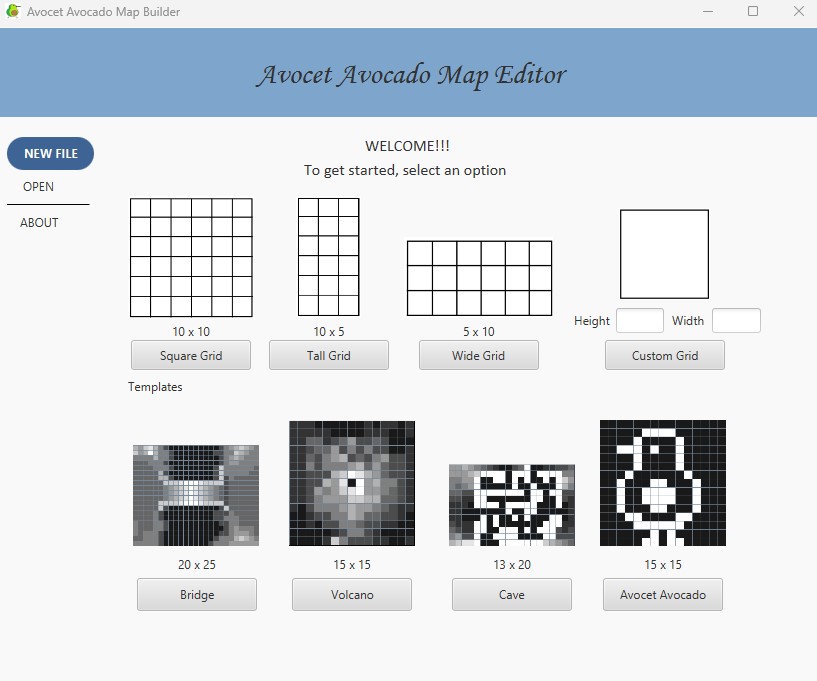 Avocet Avocado Map Builder
Avocet Avocado Map Editor
NEW FILE
OPEN
ABOUT
WELCOME!!!
To get started, select an option
10 x 10
10 x 5
5 x 10
Height
Width
Square Grid
Tall Grid
Wide Grid
Custom Grid
Templates
20 x 25
15 x 15
13 x 20
15 x 15
Bridge
Volcano
Cave
Avocet Avocado